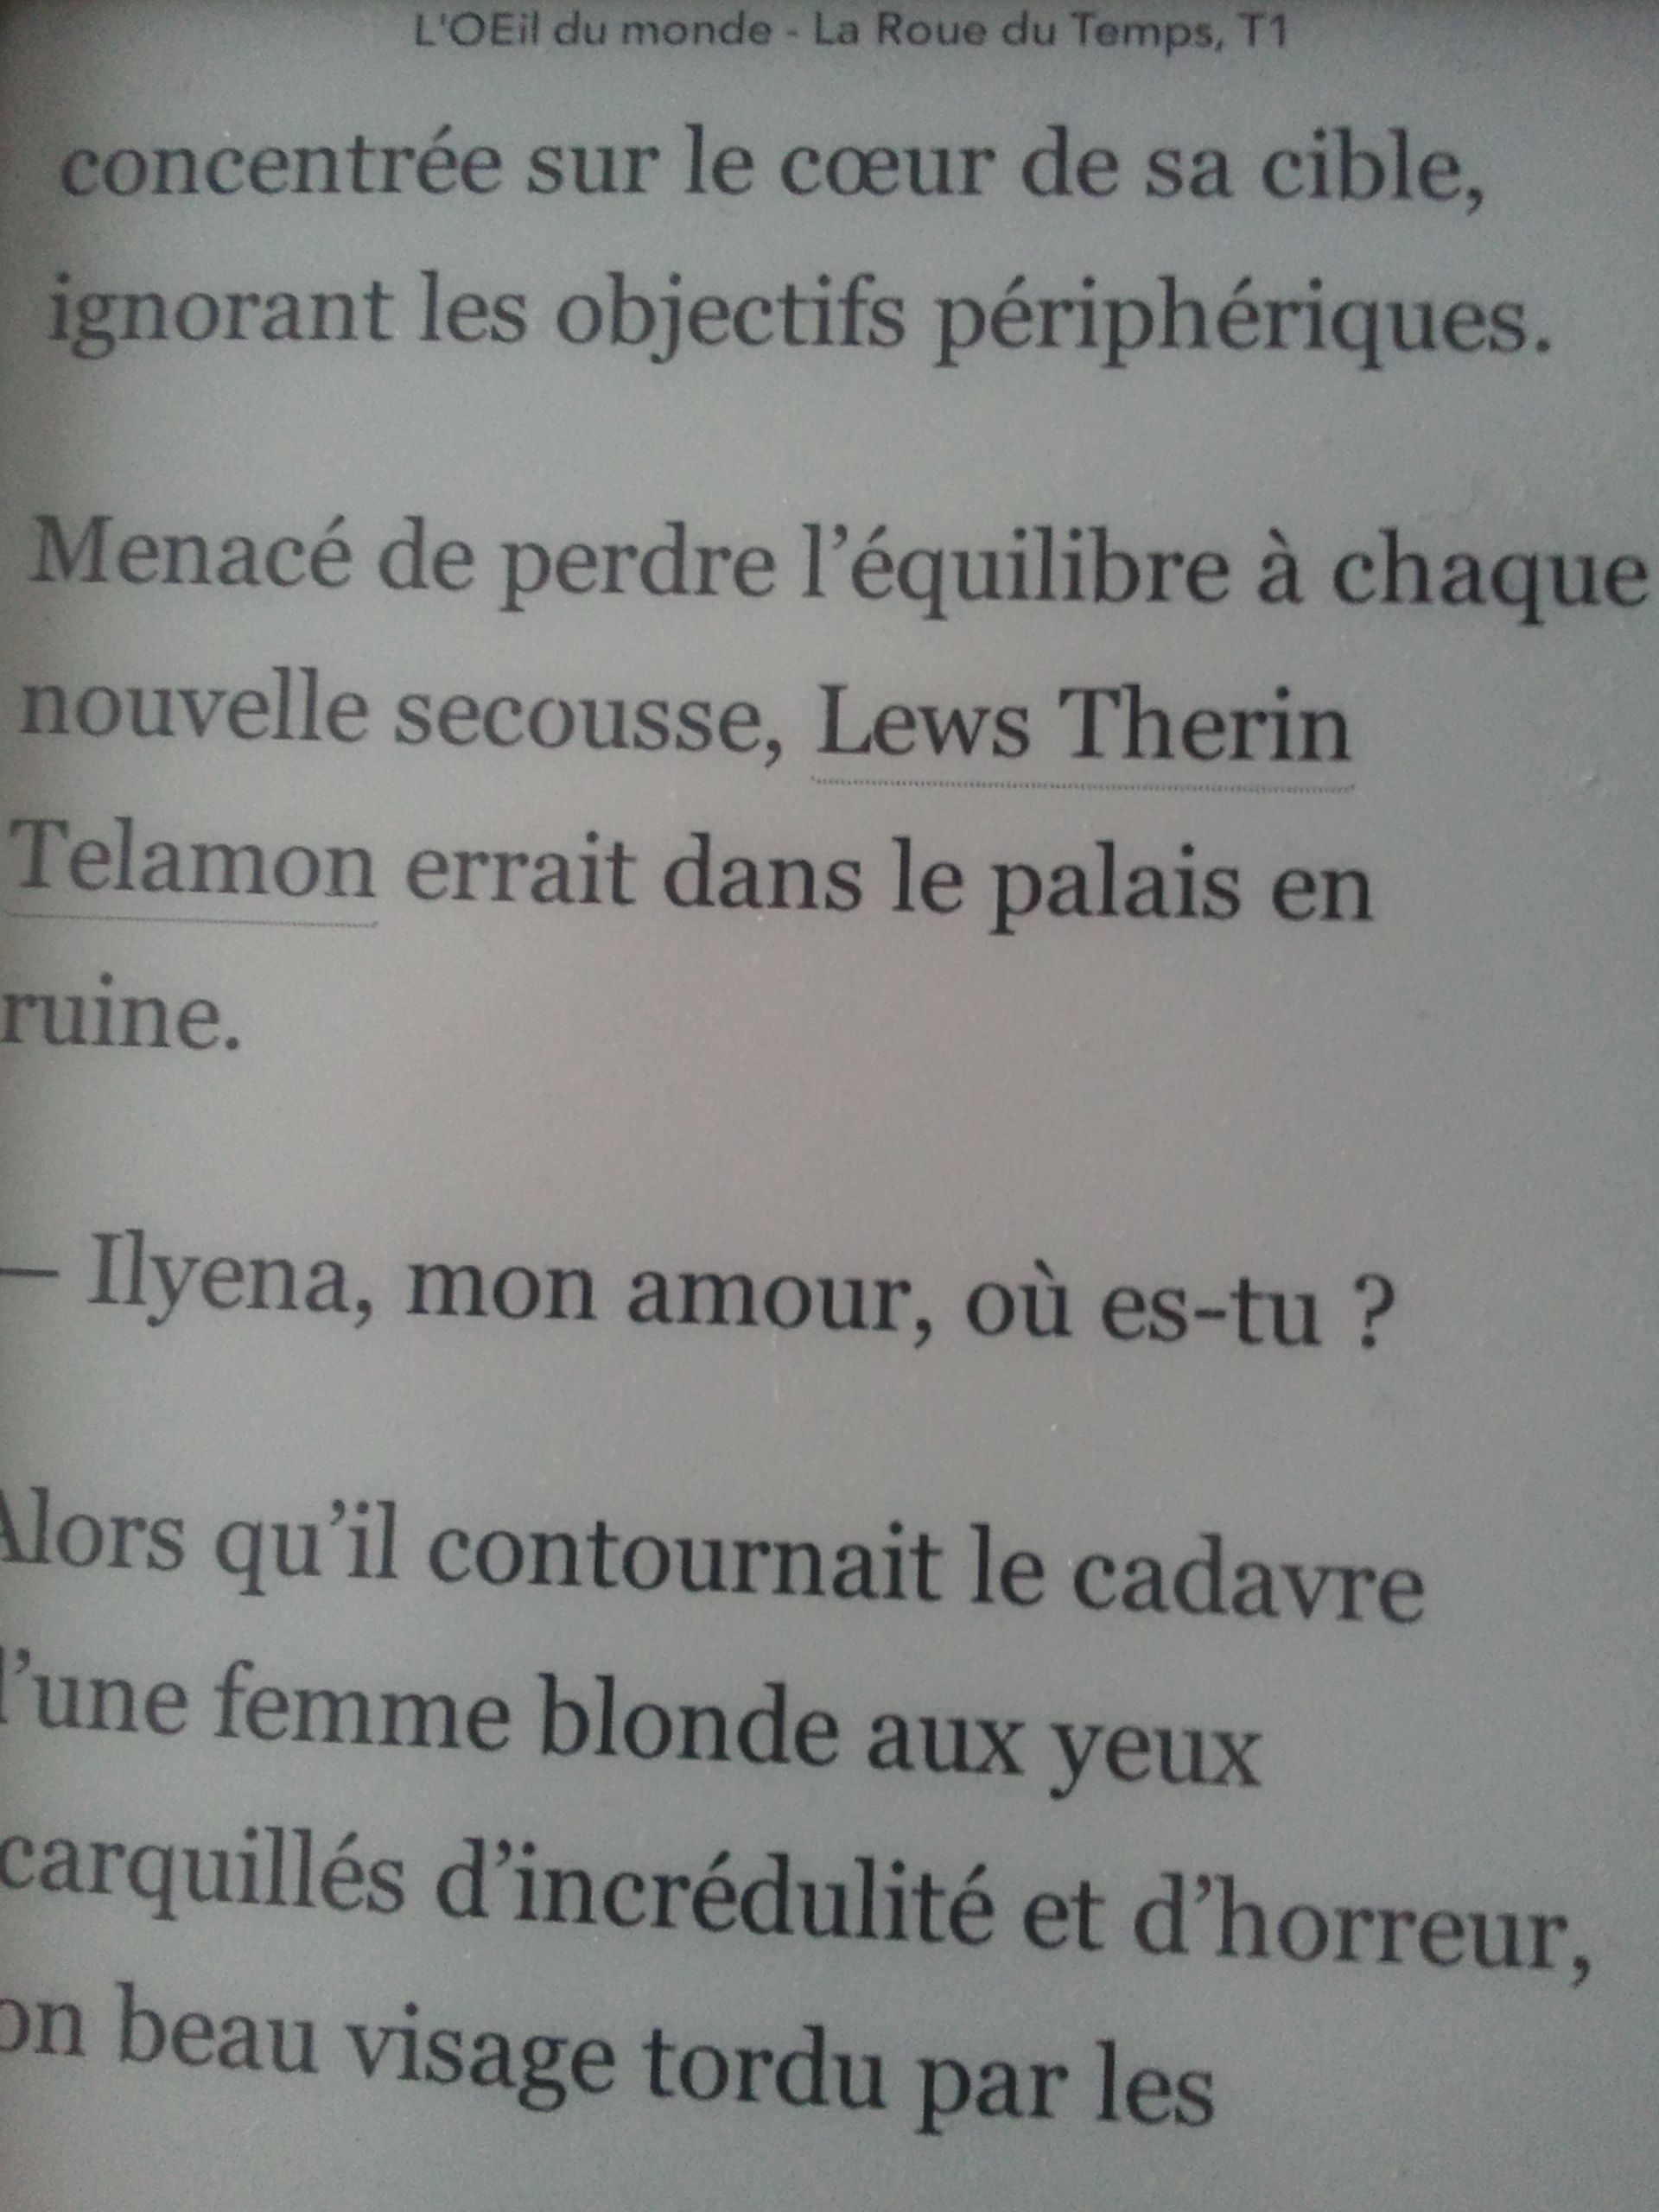 L'OEil du monde - La Roue du Temps, T1
concentrée sur le cœur de sa cible,
ignorant les objectifs périphériques.
Menacé de perdre l’équilibre à chaque
nouvelle secousse, Lews Therin
Telamon errait dans le palais en
ruine.
– Ilyena, mon amour, où es-tu ?
Alors qu’il contournait le cadavre
d’une femme blonde aux yeux
carquillés d’incrédulité et d’horreur,
on beau visage tordu par les